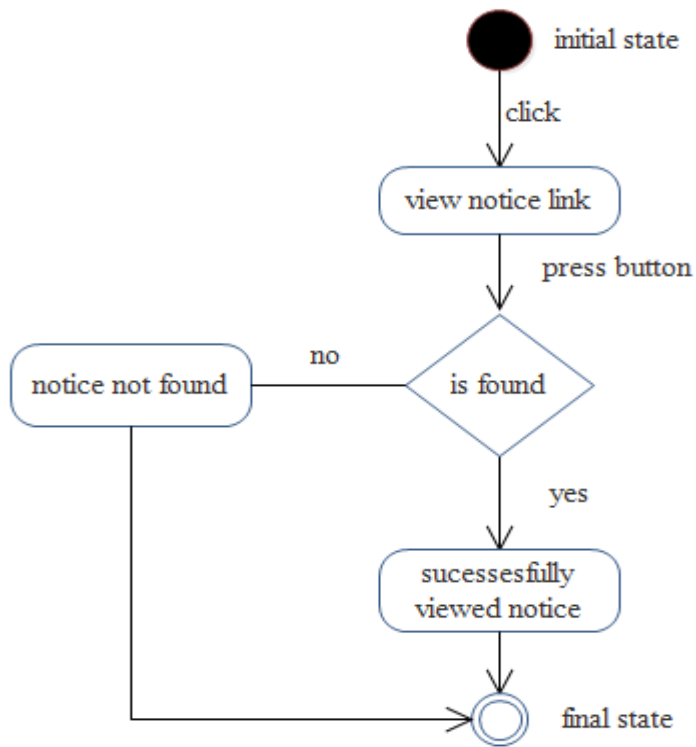 initial state
click
view notice link
press button
no
notice not found
is found
yes
sucessesfully
viewed notice
final state